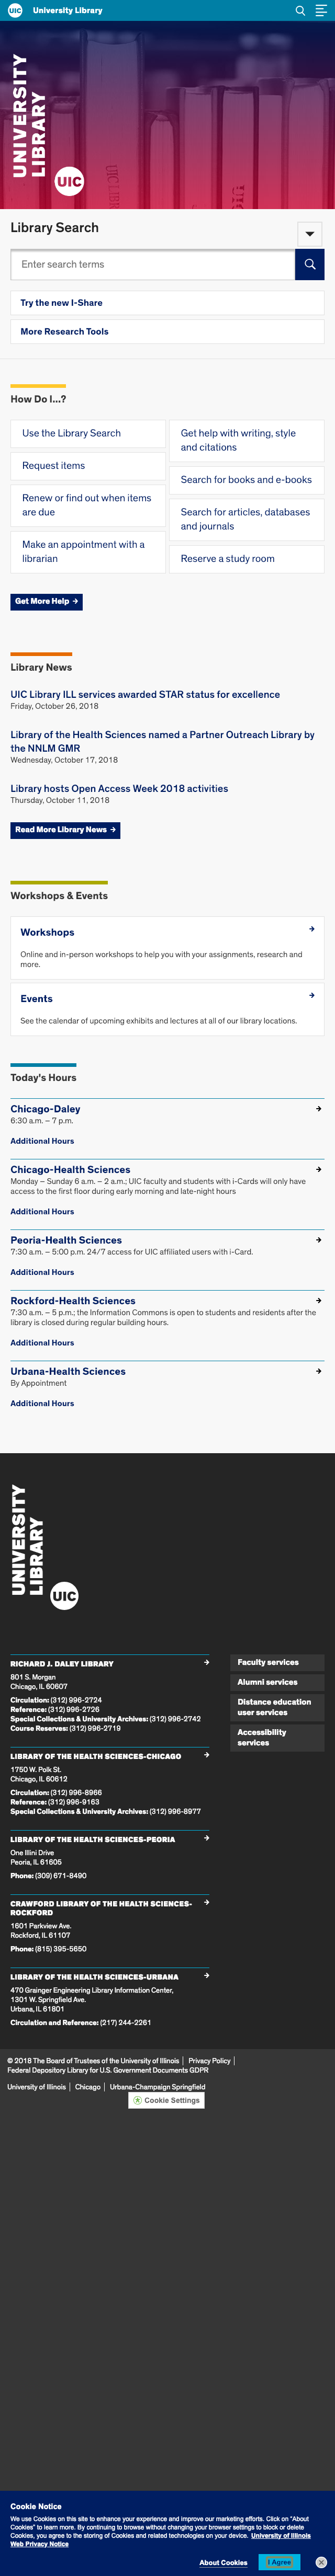 UIC
University Library
UNIVERSITY
LIBRARY
UIC
Library Search
Enter search terms
Try the new I-Share
More Research Tools
How Do I...?
Use the Library Search
Request items
Renew or find out when items
are due
Make an appointment with a
librarian
Get help with writing, style
and citations
Search for books and e-books
Search for articles, databases
and journals
Reserve a study room
Get More Help →
Library News
UIC Library ILL services awarded STAR status for excellence
Friday, October 26, 2018
Library of the Health Sciences named a Partner Outreach Library by
the NNLM GMR
Wednesday, October 17, 2018
Library hosts Open Access Week 2018 activities
Thursday, October 11, 2018
Read More Library News →
Workshops & Events
Workshops →
Online and in-person workshops to help you with your assignments, research and
more.
Events →
See the calendar of upcoming exhibits and lectures at all of our library locations.
Today's Hours
Chicago-Daley →
6:30 a.m. – 7 p.m.
Additional Hours
Chicago-Health Sciences →
Monday – Sunday 6 a.m. – 2 a.m.; UIC faculty and students with i-Cards will only have
access to the first floor during early morning and late-night hours
Additional Hours
Peoria-Health Sciences →
7:30 a.m. – 5:00 p.m. 24/7 access for UIC affiliated users with i-Card.
Additional Hours
Rockford-Health Sciences →
7:30 a.m. – 5 p.m.; the Information Commons is open to students and residents after the
library is closed during regular building hours.
Additional Hours
Urbana-Health Sciences →
By Appointment
Additional Hours
UNIVERSITY
LIBRARY
UIC
RICHARD J. DALEY LIBRARY →
801 S. Morgan
Chicago, IL 60607
Circulation: (312) 996-2724
Reference: (312) 996-2726
Special Collections & University Archives: (312) 996-2742
Course Reserves: (312) 996-2719
LIBRARY OF THE HEALTH SCIENCES-CHICAGO →
1750 W. Polk St.
Chicago, IL 60612
Circulation: (312) 996-8966
Reference: (312) 996-9163
Special Collections & University Archives: (312) 996-8977
LIBRARY OF THE HEALTH SCIENCES-PEORIA →
One Illini Drive
Peoria, IL 61605
Phone: (309) 671-8490
CRAWFORD LIBRARY OF THE HEALTH SCIENCES-
ROCKFORD →
1601 Parkview Ave.
Rockford, IL 61107
Phone: (815) 395-5650
LIBRARY OF THE HEALTH SCIENCES-URBANA →
470 Grainger Engineering Library Information Center,
1301 W. Springfield Ave.
Urbana, IL 61801
Circulation and Reference: (217) 244-2261
Faculty services
Alumni services
Distance education
user services
Accessibility
services
© 2018 The Board of Trustees of the University of Illinois | Privacy Policy |
Federal Depository Library for U.S. Government Documents GDPR
University of Illinois | Chicago | Urbana-Champaign Springfield
Cookie Settings
Cookie Notice
We use Cookies on this site to enhance your experience and improve our marketing efforts. Click on "About
Cookies" to learn more. By continuing to browse without changing your browser settings to block or delete
Cookies, you agree to the storing of Cookies and related technologies on your device. University of Illinois
Web Privacy Notice
About Cookies
I Agree